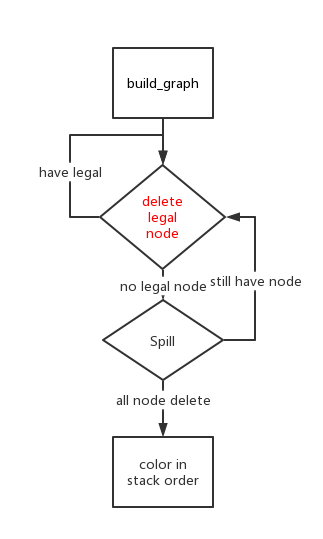 build_graph
have legal
delete
legal
node
no legal node
still have node
Spill
all node delete
color in
stack order